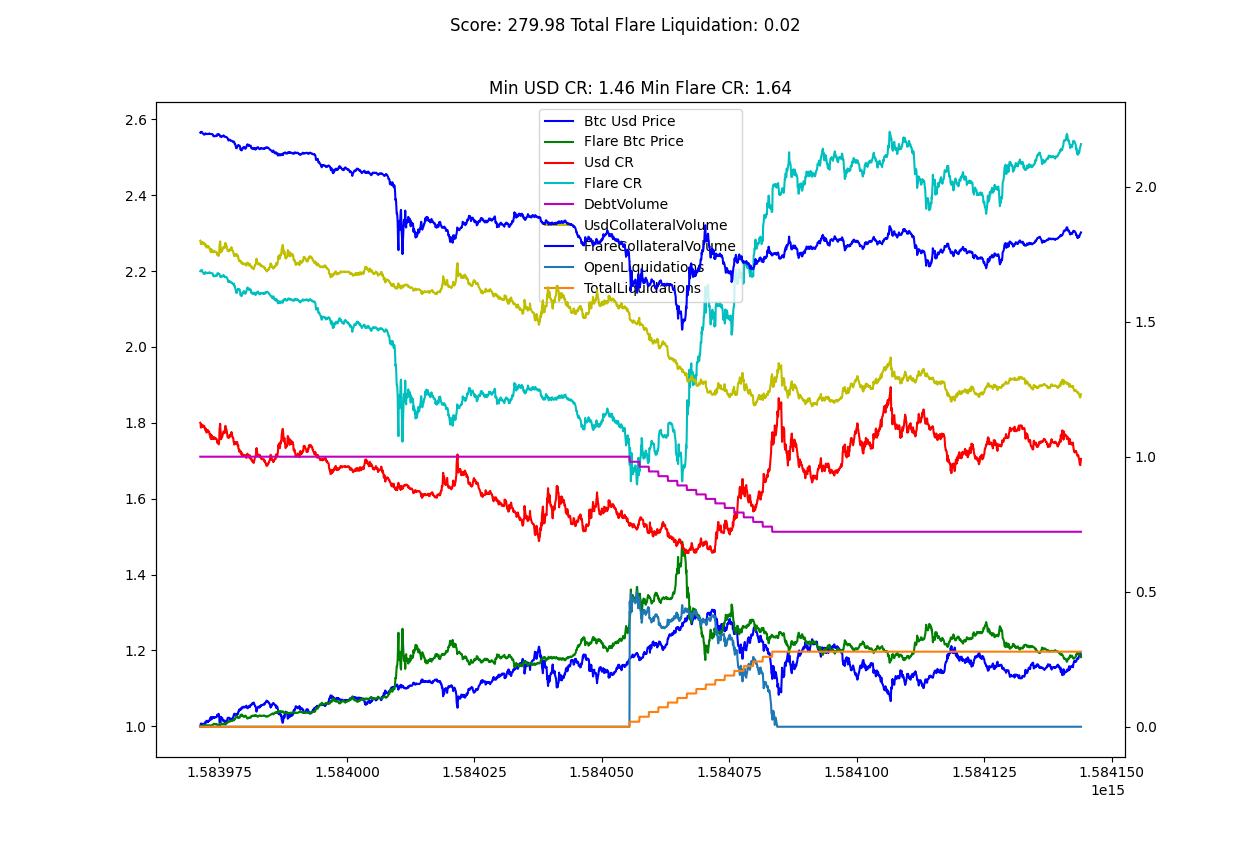 Score: 279.98 Total Flare Liquidation: 0.02
Min USD CR: 1.46 Min Flare CR: 1.64
Btc Usd Price
Flare Btc Price
Usd CR
Flare CR
DebtVolume
UsdCollateralVolume
FlareCollateralVolume
OpenLiquidations
TotalLiquidations
2.6
2.4
2.2
2.0
1.8
1.6
1.4
1.2
1.0
2.0
1.5
1.0
0.5
0.0
1.583975 1.584000 1.584025 1.584050 1.584075 1.584100 1.584125 1.584150
1e15